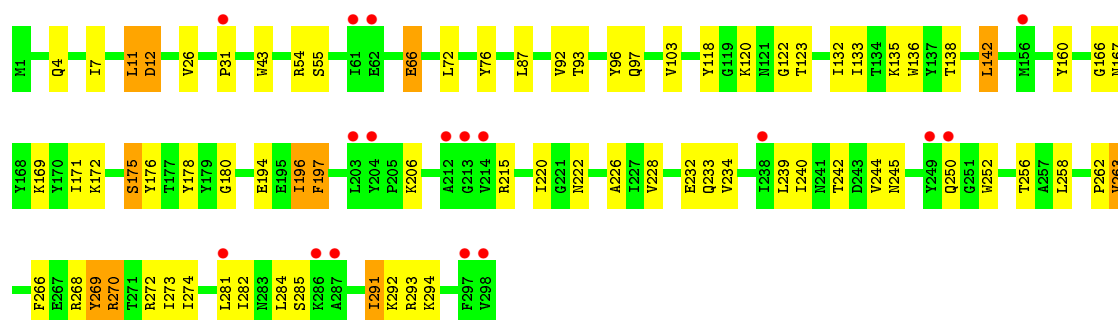 M1 Q4 I7 L11 D12 V26 P31 W43 R54 S55 I61 E62 E66 L72 Y76 L87 V92 T93 Y96 Q97 V103 Y118 G119 K120 N121 G122 T123 I132 I133 T134 K135 W136 Y137 T138 L142 M156 Y160 G166 N167
Y168 K169 Y170 I171 K172 S175 Y176 T177 Y178 Y179 G180 E194 E195 I196 F197 L203 Y204 P205 K206 A212 G213 V214 R215 I220 G221 N222 A226 I227 V228 E232 Q233 V234 I238 L239 I240 N241 T242 D243 V244 N245 Y249 Q250 G251 W252 T256 A257 L258 P262
F266 E267 R268 Y269 R270 T271 R272 I273 I274 L281 I282 N283 L284 S285 K286 A287 I291 K292 R293 K294 F297 V298